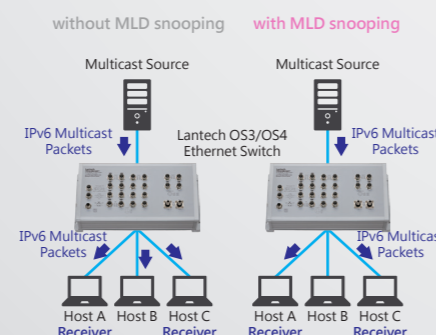 without MLD snooping
with MLD snooping
Multicast Source
Multicast Source
IPv6 Multicast
Packets
Lantech OS3/OS4
Ethernet Switch
IPv6 Multicast
Packets
IPv6 Multicast
Packets
IPv6 Multicast
Packets
Host A
Host B
Host C
Host A
Host B
Host C
Receiver
Receiver
Receiver
Receiver